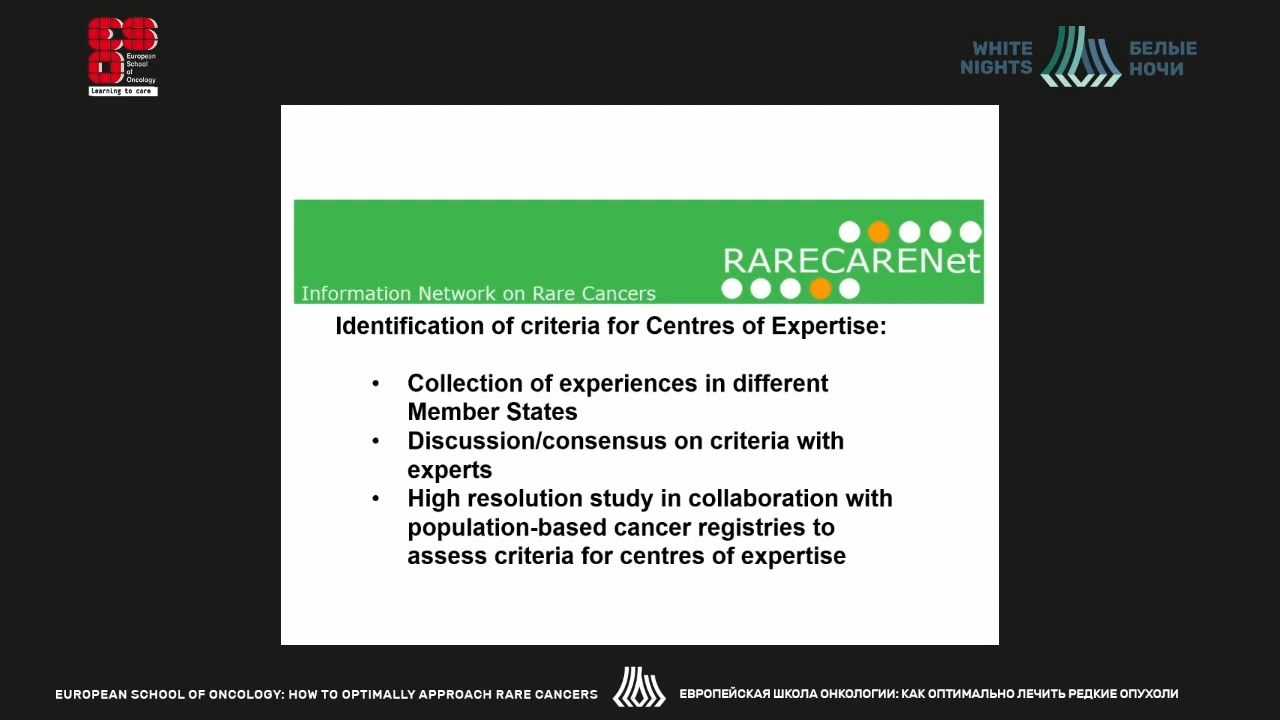 European
School
of
Oncology
Learning to care
WHITE
NIGHTS
БЕЛЫЕ
НОЧИ
RARECARENet
Information Network on Rare Cancers
Identification of criteria for Centres of Expertise:
• Collection of experiences in different
Member States
• Discussion/consensus on criteria with
experts
• High resolution study in collaboration with
population-based cancer registries to
assess criteria for centres of expertise
EUROPEAN SCHOOL OF ONCOLOGY: HOW TO OPTIMALLY APPROACH RARE CANCERS
ЕВРОПЕЙСКАЯ ШКОЛА ОНКОЛОГИИ: КАК ОПТИМАЛЬНО ЛЕЧИТЬ РЕДКИЕ ОПУХОЛИ